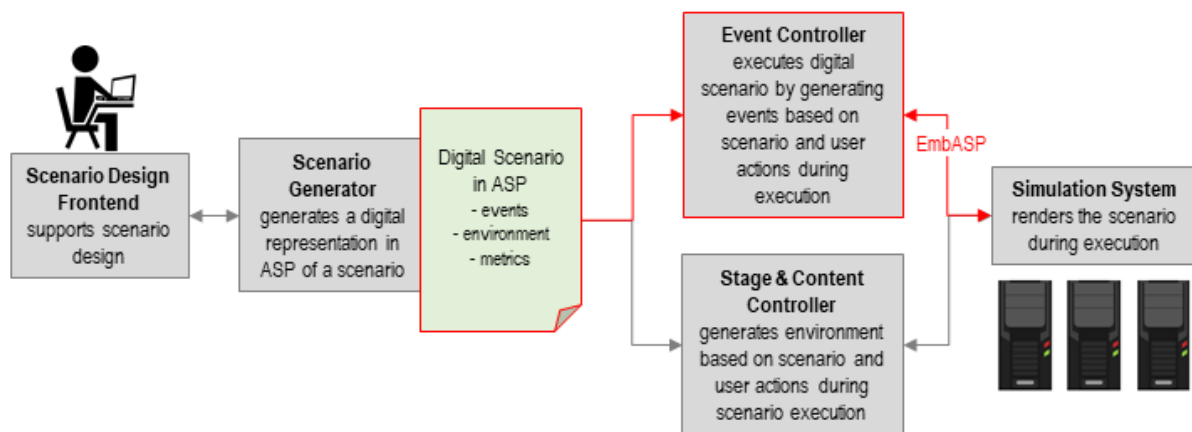 Scenario Design
Frontend
supports scenario
design
Scenario
Generator
generates a digital
representation in
ASP of a scenario
Digital Scenario
in ASP
- events
- environment
- metrics
Event Controller
executes digital
scenario by generating
events based on
scenario and user
actions during
execution
EmbASP
Stage & Content
Controller
generates environment
based on scenario and
user actions during
scenario execution
Simulation System
renders the scenario
during execution